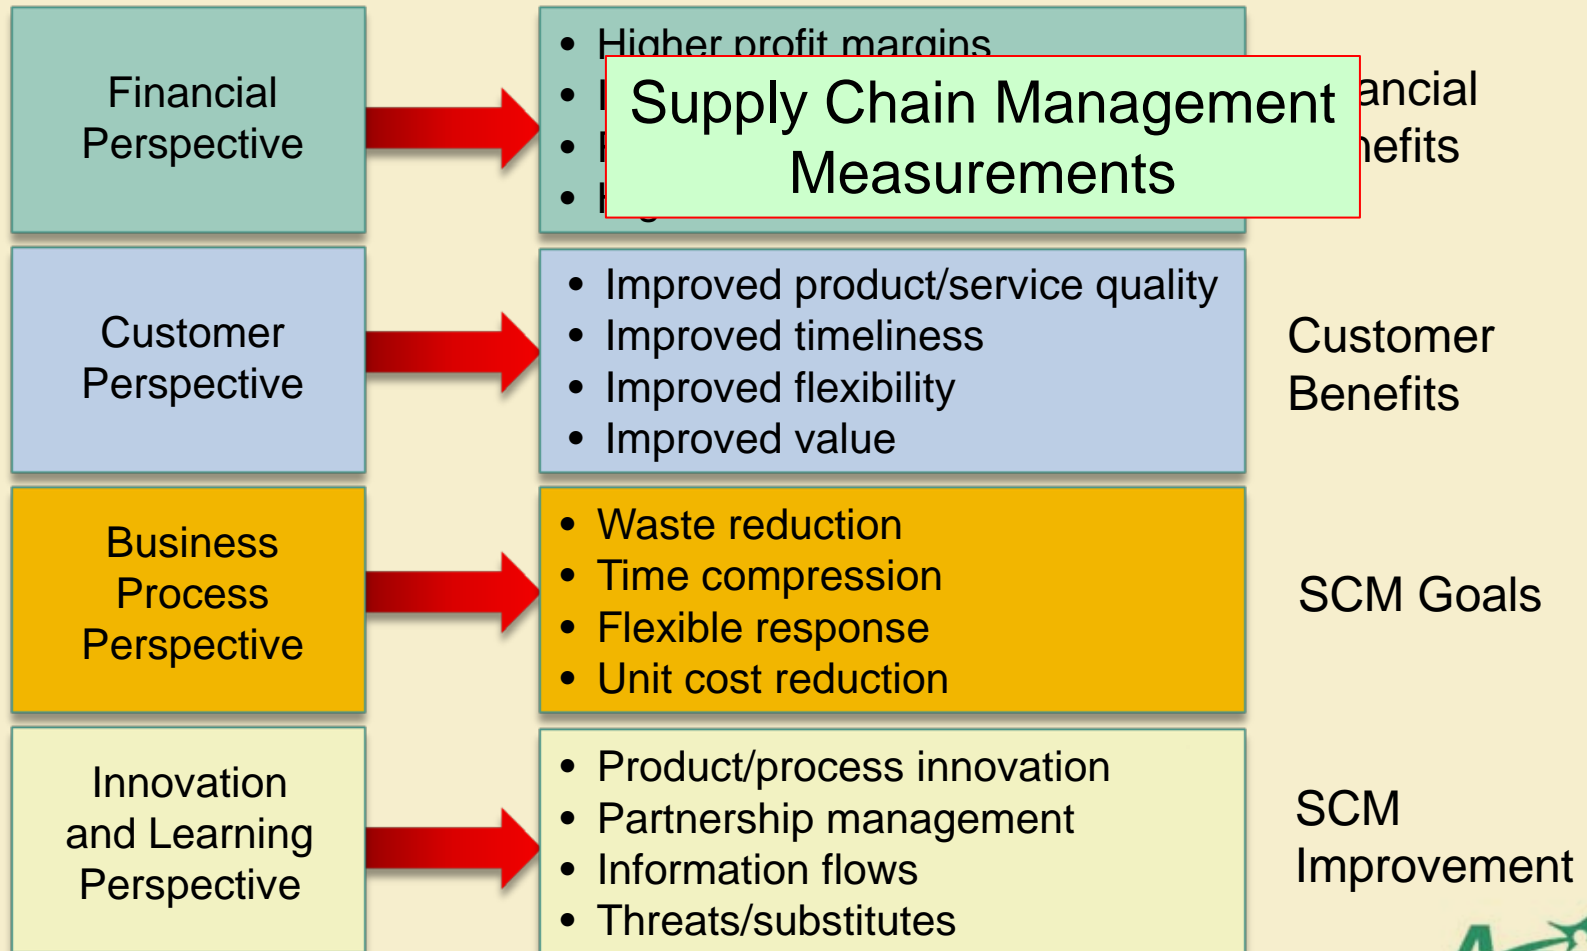 Financial
Perspective
• Higher profit margins
Supply Chain Management
Measurements
Customer
Perspective
• Improved product/service quality
• Improved timeliness
• Improved flexibility
• Improved value
Customer
Benefits
Business
Process
Perspective
• Waste reduction
• Time compression
• Flexible response
• Unit cost reduction
SCM Goals
Innovation
and Learning
Perspective
• Product/process innovation
• Partnership management
• Information flows
• Threats/substitutes
SCM
Improvement